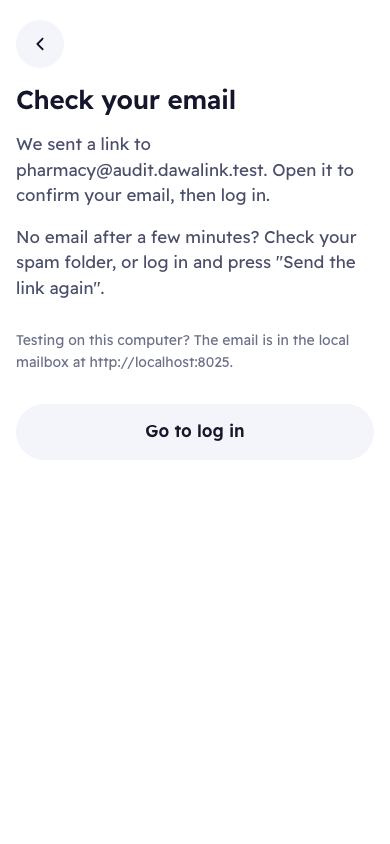 Check your email
We sent a link to
pharmacy@audit.dawalink.test. Open it to
confirm your email, then log in.
No email after a few minutes? Check your
spam folder, or log in and press "Send the
link again".
Testing on this computer? The email is in the local
mailbox at http://localhost:8025.
Go to log in